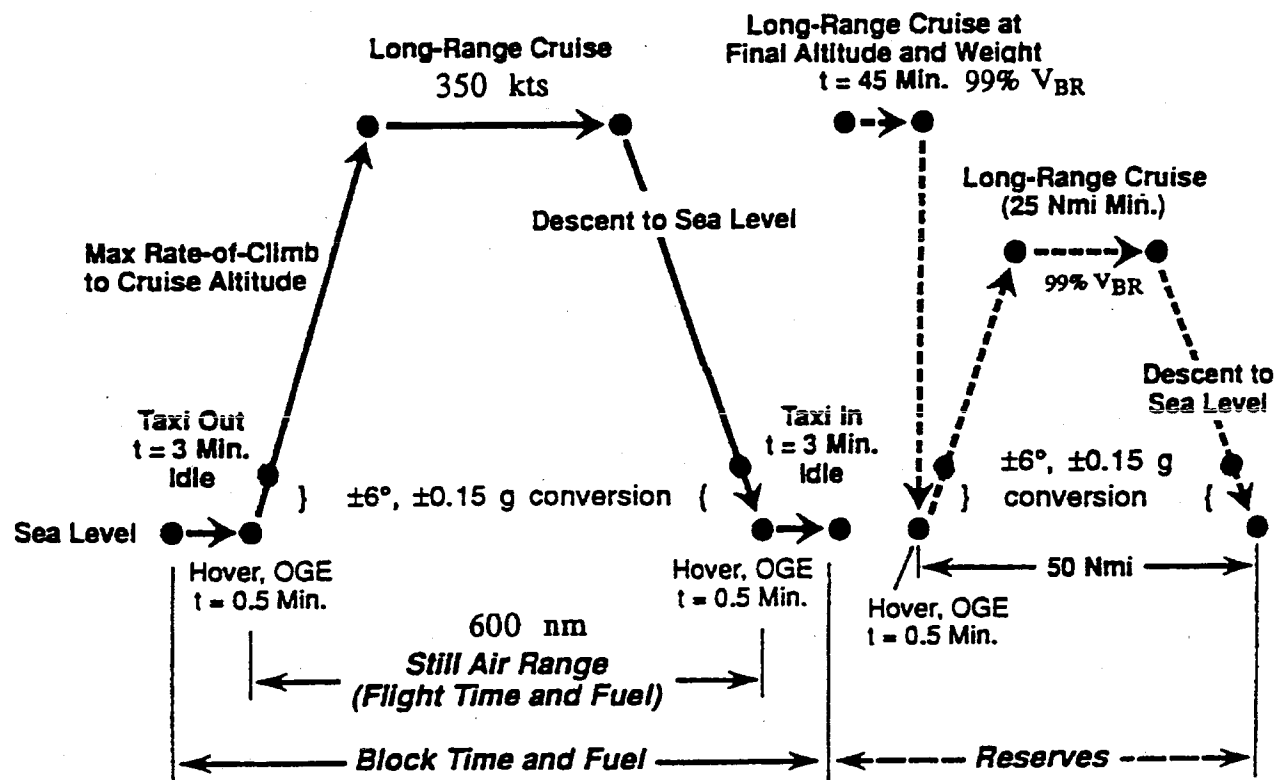 Long-Range Cruise
350 kts
Long-Range Cruise at
Final Altitude and Weight
t = 45 Min. 99% VBR
Long-Range Cruise
(25 Nmi Min.)
99% VBR
Max Rate-of-Climb
to Cruise Altitude
Descent to Sea Level
Descent to
Sea Level
Taxi Out
t = 3 Min.
Idle
Taxi In
t = 3 Min.
Idle
} ±6°, ±0.15 g conversion {
±6°, ±0.15 g
} conversion {
Sea Level
Hover, OGE
t = 0.5 Min.
Hover, OGE
t = 0.5 Min.
50 Nmi
Hover, OGE
t = 0.5 Min.
600 nm
Still Air Range
(Flight Time and Fuel)
Block Time and Fuel
Reserves